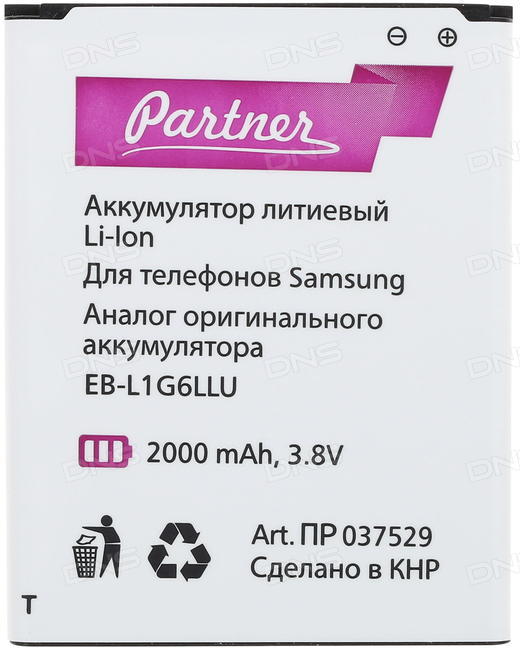 ⊖ ⊕
Partner
Аккумулятор литиевый
Li-Ion
Для телефонов Samsung
Аналог оригинального
аккумулятора
EB-L1G6LLU
2000 mAh, 3.8V
Art. ПР 037529
Сделано в КНР
T
DNS